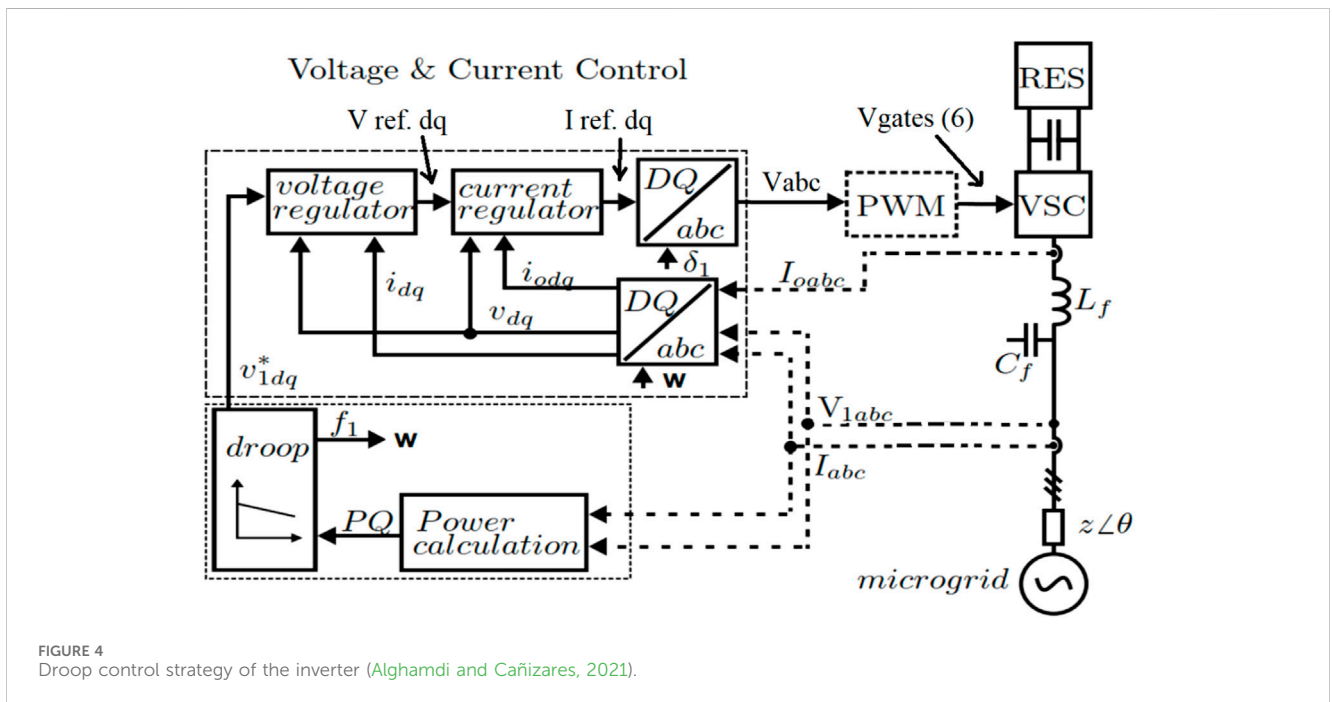 Voltage & Current Control
RES
V ref. dq
I ref. dq
Vgates (6)
voltage
regulator
current
regulator
DQ
abc
Vabc
PWM
VSC
δ1
Ioabc
idq
iodq
vdq
DQ
abc
w
Lf
Cf
v*1dq
V1abc
Iabc
droop
f1
w
PQ
Power
calculation
z∠θ
microgrid
FIGURE 4
Droop control strategy of the inverter (Alghamdi and Cañizares, 2021).